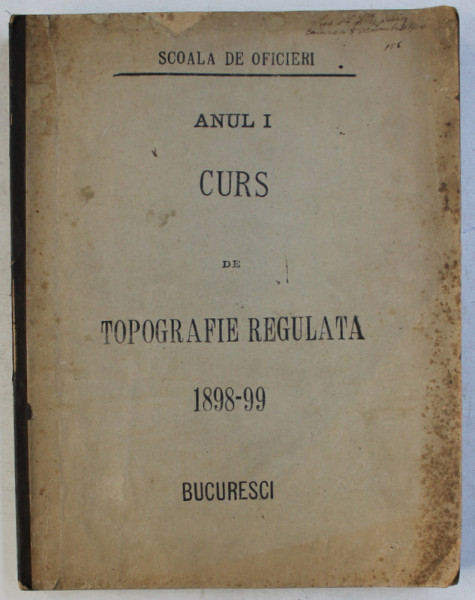 SCOALA DE OFICIERI
ANUL I
CURS
DE
TOPOGRAFIE REGULATA
1898-99
BUCURESCI